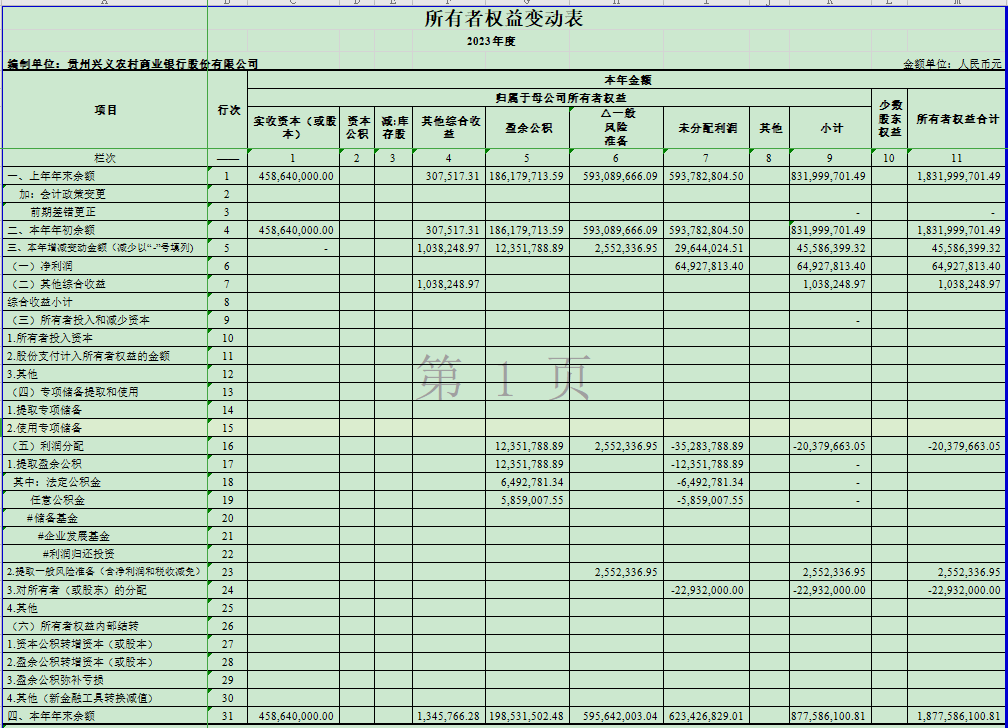 所有者权益变动表
2023年度
编制单位：贵州兴义农村商业银行股份有限公司 金额单位：人民币元
项目 行次 本年金额
归属于母公司所有者权益 少数股东权益 所有者权益合计
实收资本（或股本） 资本公积 减:库存股 其他综合收益 盈余公积 △一般风险准备 未分配利润 其他 小计
栏次 —— 1 2 3 4 5 6 7 8 9 10 11
一、上年年末余额 1 458,640,000.00 307,517.31 186,179,713.59 593,089,666.09 593,782,804.50 831,999,701.49 1,831,999,701.49
加：会计政策变更 2
前期差错更正 3 - -
二、本年年初余额 4 458,640,000.00 307,517.31 186,179,713.59 593,089,666.09 593,782,804.50 831,999,701.49 1,831,999,701.49
三、本年增减变动金额（减少以“-”号填列) 5 - 1,038,248.97 12,351,788.89 2,552,336.95 29,644,024.51 45,586,399.32 45,586,399.32
（一）净利润 6 64,927,813.40 64,927,813.40 64,927,813.40
（二）其他综合收益 7 1,038,248.97 1,038,248.97 1,038,248.97
综合收益小计 8
（三）所有者投入和减少资本 9 -
1.所有者投入资本 10
2.股份支付计入所有者权益的金额 11
3.其他 12
（四）专项储备提取和使用 13
1.提取专项储备 14
2.使用专项储备 15
（五）利润分配 16 12,351,788.89 2,552,336.95 -35,283,788.89 -20,379,663.05 -20,379,663.05
1.提取盈余公积 17 12,351,788.89 -12,351,788.89 -
其中：法定公积金 18 6,492,781.34 -6,492,781.34 -
任意公积金 19 5,859,007.55 -5,859,007.55 -
#储备基金 20
#企业发展基金 21
#利润归还投资 22
2.提取一般风险准备（含净利润和税收减免） 23 2,552,336.95 2,552,336.95 2,552,336.95
3.对所有者（或股东）的分配 24 -22,932,000.00 -22,932,000.00 -22,932,000.00
4.其他 25
（六）所有者权益内部结转 26
1.资本公积转增资本（或股本） 27
2.盈余公积转增资本（或股本） 28
3.盈余公积弥补亏损 29
4.其他（新金融工具转换减值） 30
四、本年年末余额 31 458,640,000.00 1,345,766.28 198,531,502.48 595,642,003.04 623,426,829.01 877,586,100.81 1,877,586,100.81
第 1 页